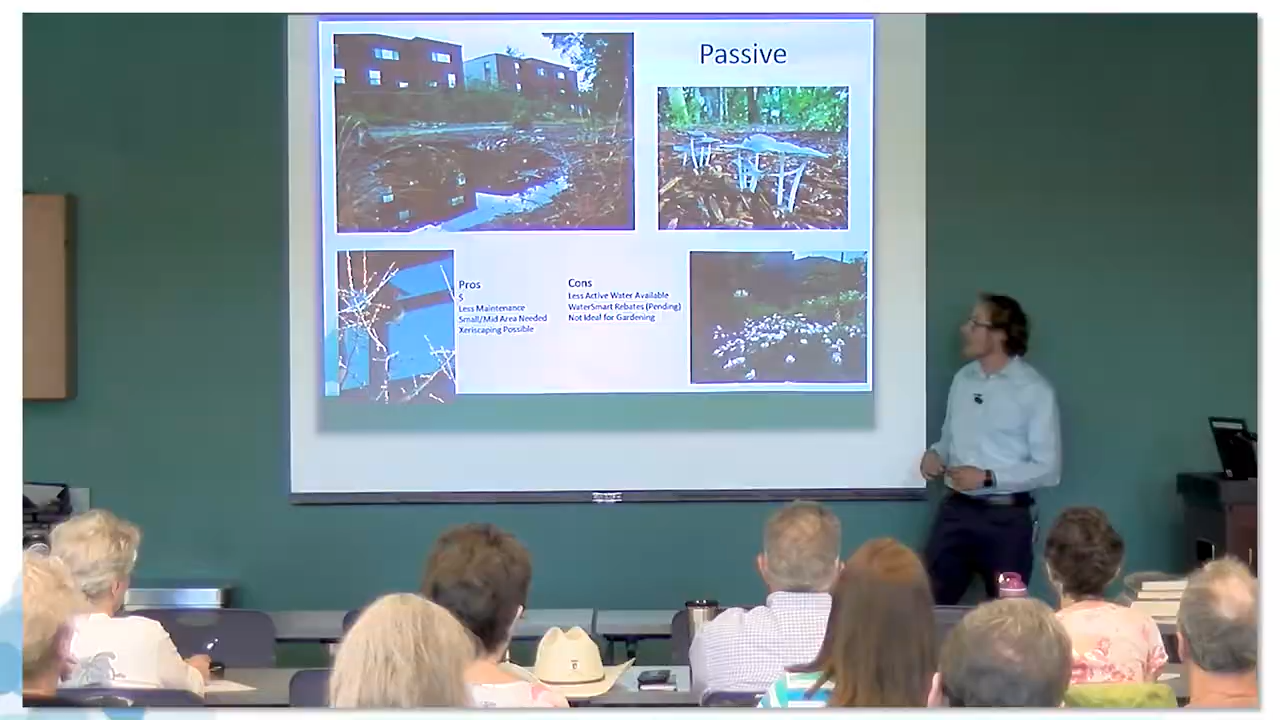 Passive
Pros
$
Less Maintenance
Small/Mid Area Needed
Xeriscaping Possible
Cons
Less Active Water Available
WaterSmart Rebates (Pending)
Not Ideal for Gardening